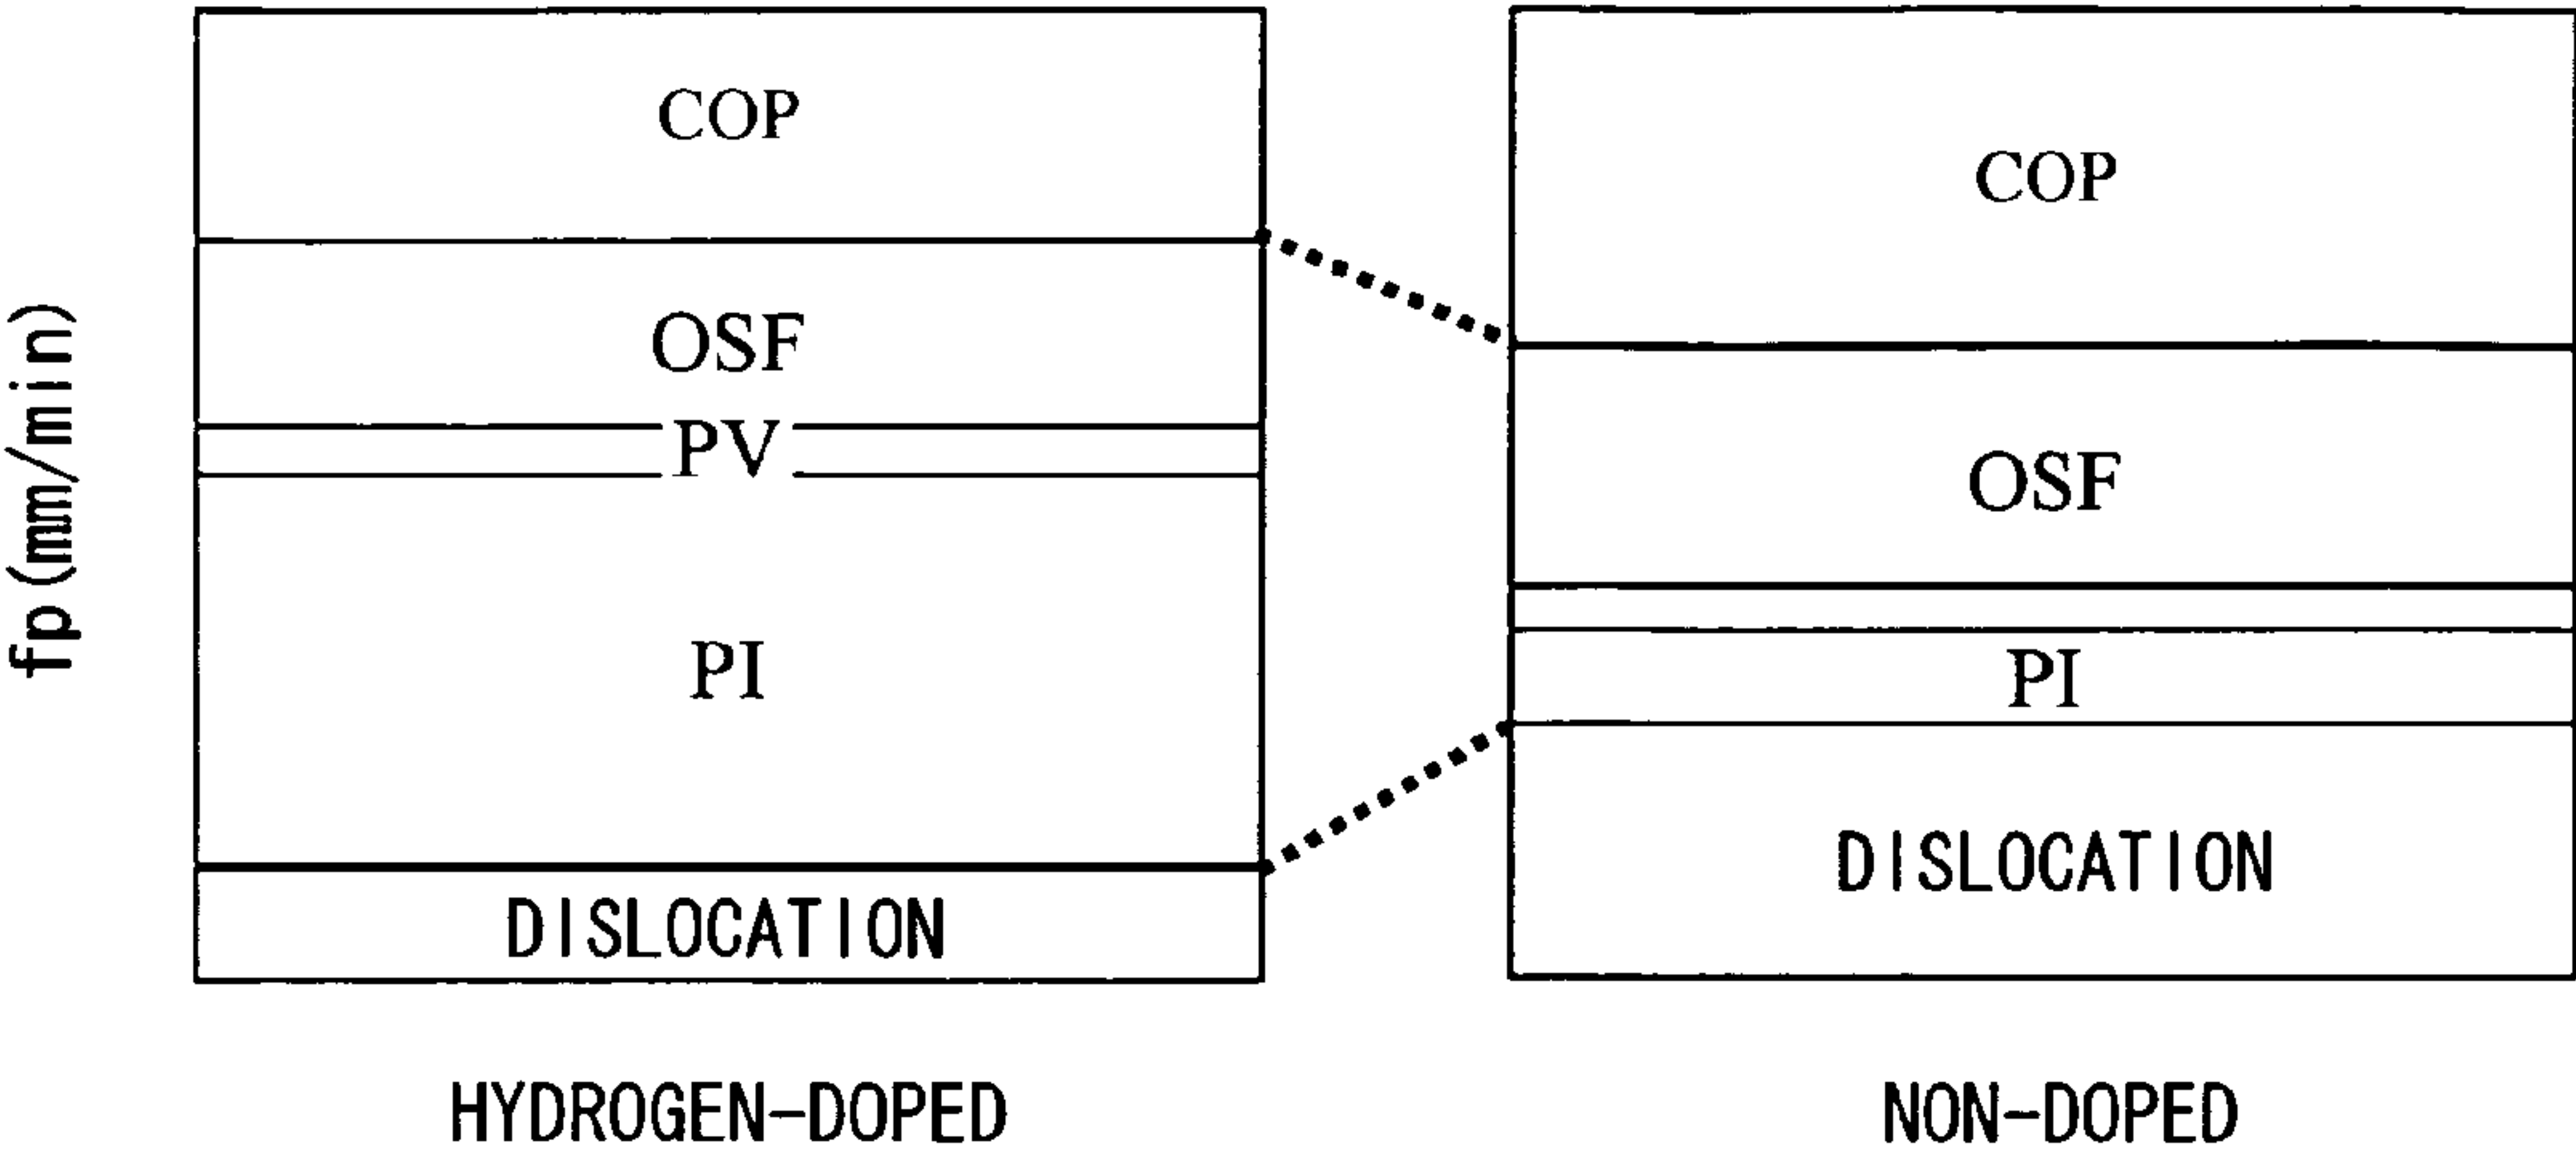 fp(mm/min)
COP
OSF
PV
PI
DISLOCATION
HYDROGEN-DOPED
COP
OSF
PI
DISLOCATION
NON-DOPED